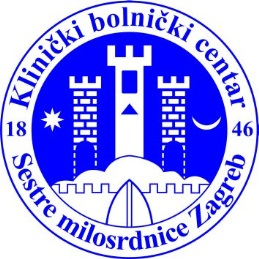 Klinički bolnički centar
18 46
Sestre milosrdnice Zagreb